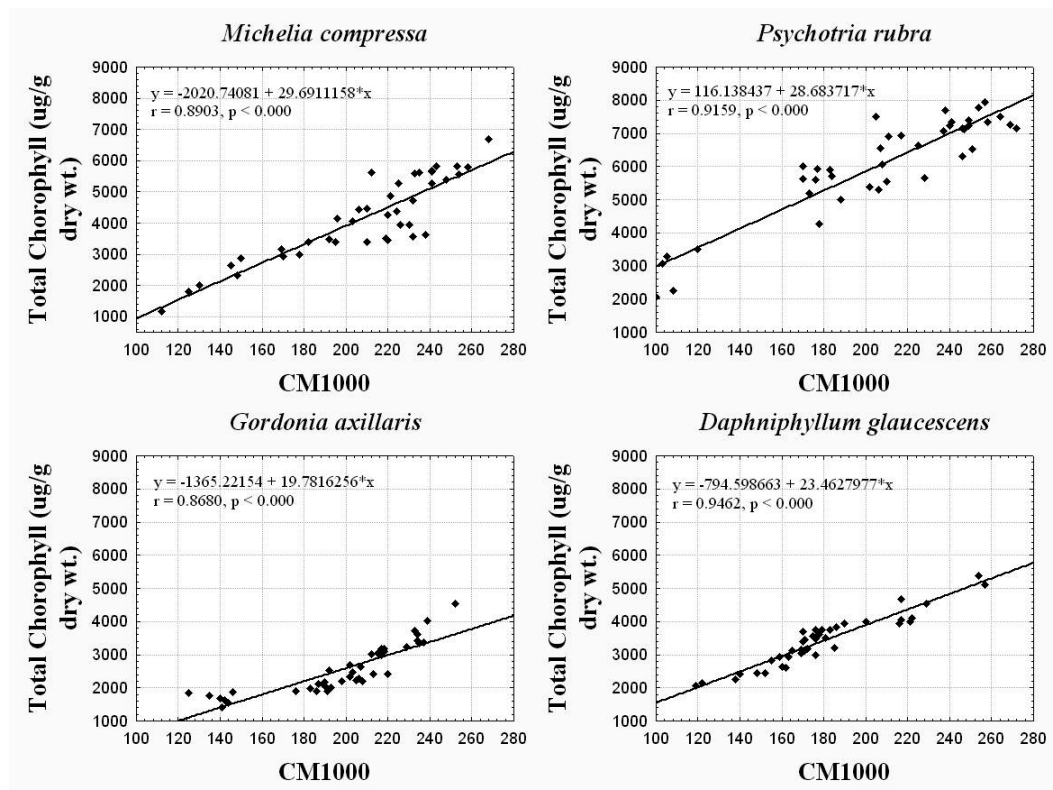 Michelia compressa
Total Chorophyll (ug/g
dry wt.)
9000
8000
7000
6000
5000
4000
3000
2000
1000
y = -2020.74081 + 29.6911158*x
r = 0.8903, p < 0.000
100 120 140 160 180 200 220 240 260 280
CM1000
Psychotria rubra
Total Chorophyll (ug/g
dry wt.)
9000
8000
7000
6000
5000
4000
3000
2000
1000
y = 116.138437 + 28.683717*x
r = 0.9159, p < 0.000
100 120 140 160 180 200 220 240 260 280
CM1000
Gordonia axillaris
Total Chorophyll (ug/g
dry wt.)
9000
8000
7000
6000
5000
4000
3000
2000
1000
y = -1365.22154 + 19.7816256*x
r = 0.8680, p < 0.000
100 120 140 160 180 200 220 240 260 280
CM1000
Daphniphyllum glaucescens
Total Chorophyll (ug/g
dry wt.)
9000
8000
7000
6000
5000
4000
3000
2000
1000
y = -794.598663 + 23.4627977*x
r = 0.9462, p < 0.000
100 120 140 160 180 200 220 240 260 280
CM1000